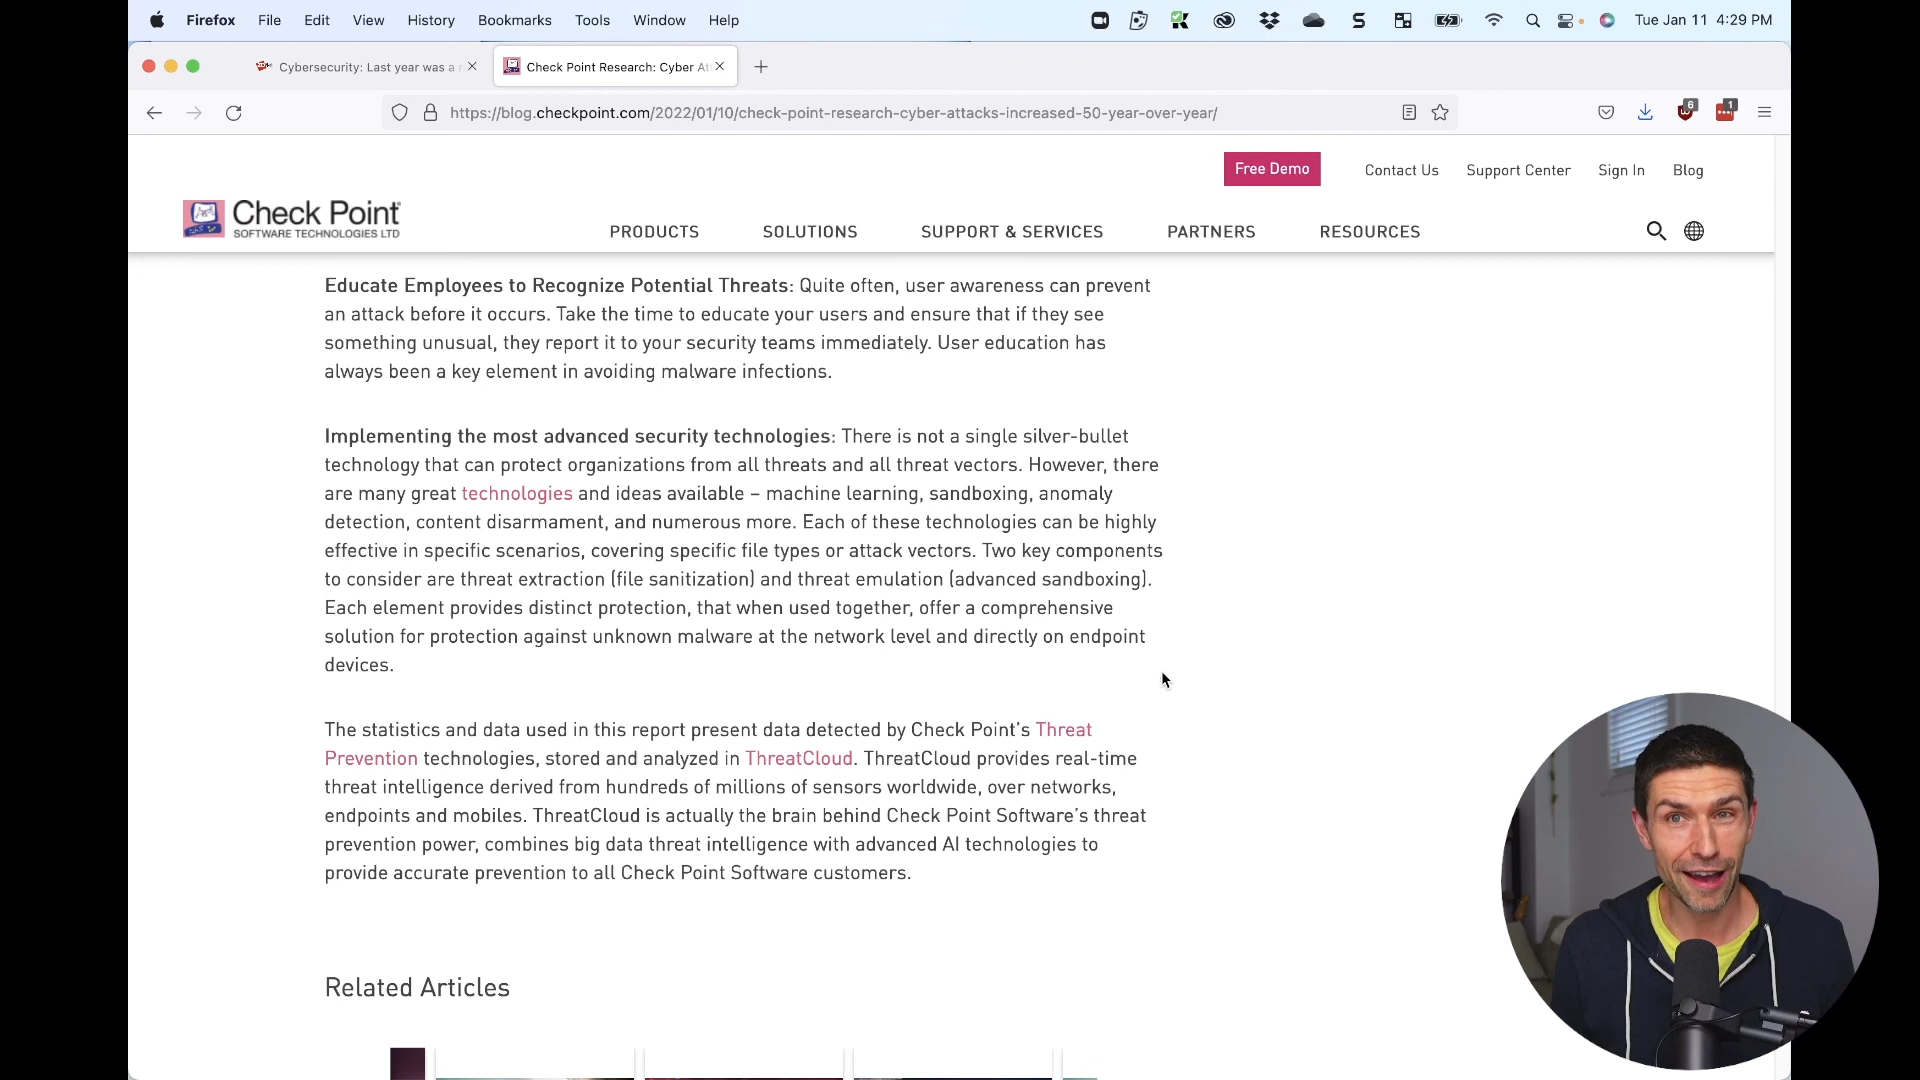 Firefox File Edit View History Bookmarks Tools Window Help
Tue Jan 11 4:29 PM
Cybersecurity: Last year was a
Check Point Research: Cyber At
https://blog.checkpoint.com/2022/01/10/check-point-research-cyber-attacks-increased-50-year-over-year/
6
1
Free Demo
Contact Us
Support Center
Sign In
Blog
Check Point
SOFTWARE TECHNOLOGIES LTD
PRODUCTS
SOLUTIONS
SUPPORT & SERVICES
PARTNERS
RESOURCES
Educate Employees to Recognize Potential Threats: Quite often, user awareness can prevent
an attack before it occurs. Take the time to educate your users and ensure that if they see
something unusual, they report it to your security teams immediately. User education has
always been a key element in avoiding malware infections.
Implementing the most advanced security technologies: There is not a single silver-bullet
technology that can protect organizations from all threats and all threat vectors. However, there
are many great technologies and ideas available – machine learning, sandboxing, anomaly
detection, content disarmament, and numerous more. Each of these technologies can be highly
effective in specific scenarios, covering specific file types or attack vectors. Two key components
to consider are threat extraction (file sanitization) and threat emulation (advanced sandboxing).
Each element provides distinct protection, that when used together, offer a comprehensive
solution for protection against unknown malware at the network level and directly on endpoint
devices.
The statistics and data used in this report present data detected by Check Point’s Threat
Prevention technologies, stored and analyzed in ThreatCloud. ThreatCloud provides real-time
threat intelligence derived from hundreds of millions of sensors worldwide, over networks,
endpoints and mobiles. ThreatCloud is actually the brain behind Check Point Software’s threat
prevention power, combines big data threat intelligence with advanced AI technologies to
provide accurate prevention to all Check Point Software customers.
Related Articles